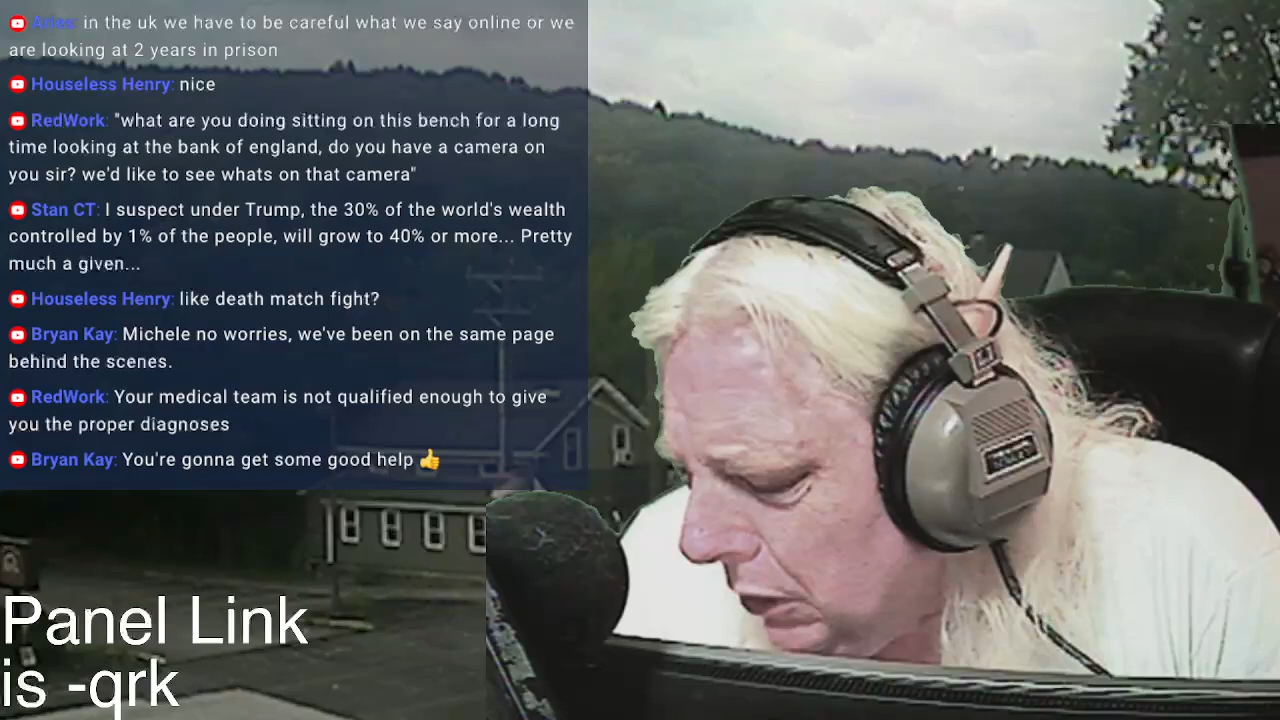 in the uk we have to be careful what we say online or we
are looking at 2 years in prison
Houseless Henry: nice
RedWork: "what are you doing sitting on this bench for a long
time looking at the bank of england, do you have a camera on
you sir? we'd like to see whats on that camera"
Stan CT: I suspect under Trump, the 30% of the world's wealth
controlled by 1% of the people, will grow to 40% or more... Pretty
much a given...
Houseless Henry: like death match fight?
Bryan Kay: Michele no worries, we've been on the same page
behind the scenes.
RedWork: Your medical team is not qualified enough to give
you the proper diagnoses
Bryan Kay: You're gonna get some good help 👍
Panel Link
is -qrk